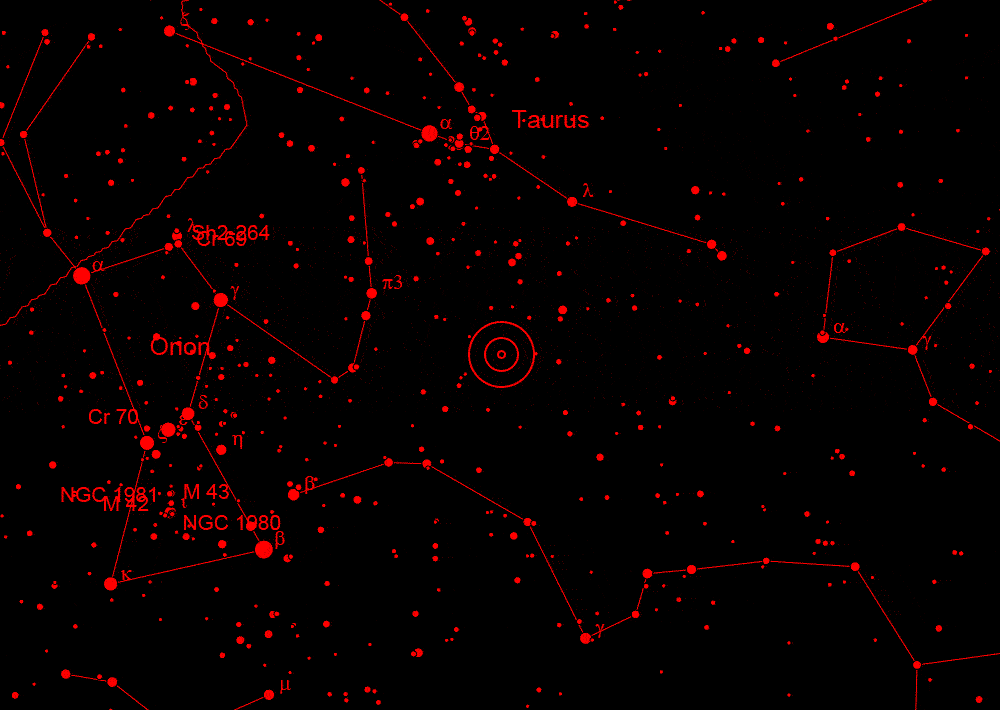 ξ
α
θ2
Taurus
λ
λ
Sh2-264
Cr 69
α
γ
π3
α
γ
Orion
δ
Cr 70
ε
ζ
η
β
NGC 1981
M 43
M 42
ι
NGC 1980
β
κ
γ
μ